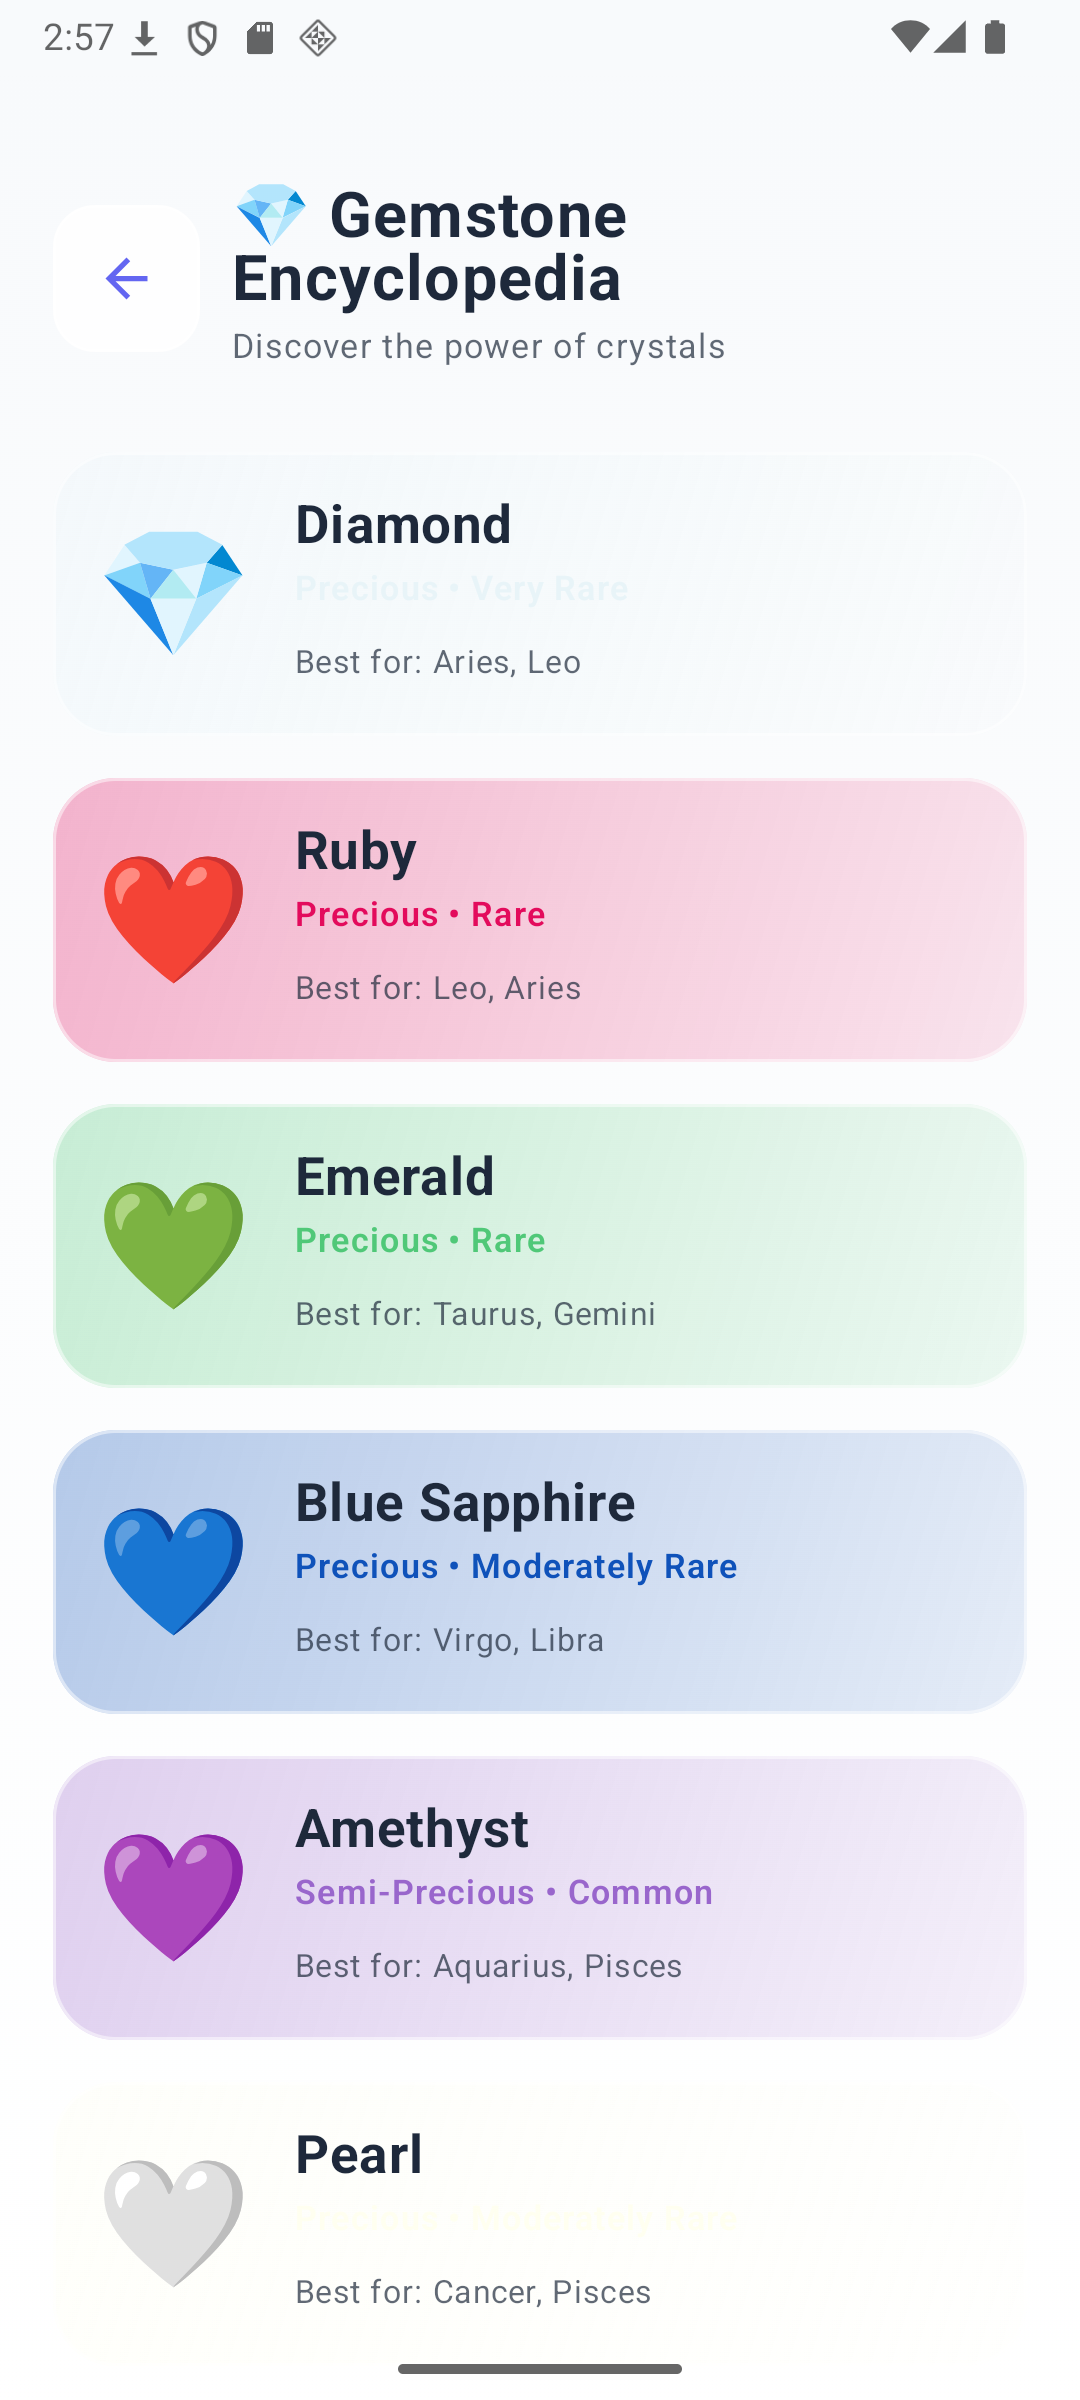 2:57
💎 Gemstone
Encyclopedia
Discover the power of crystals
Diamond
Precious • Very Rare
Best for: Aries, Leo
Ruby
Precious • Rare
Best for: Leo, Aries
Emerald
Precious • Rare
Best for: Taurus, Gemini
Blue Sapphire
Precious • Moderately Rare
Best for: Virgo, Libra
Amethyst
Semi-Precious • Common
Best for: Aquarius, Pisces
Pearl
Precious • Moderately Rare
Best for: Cancer, Pisces